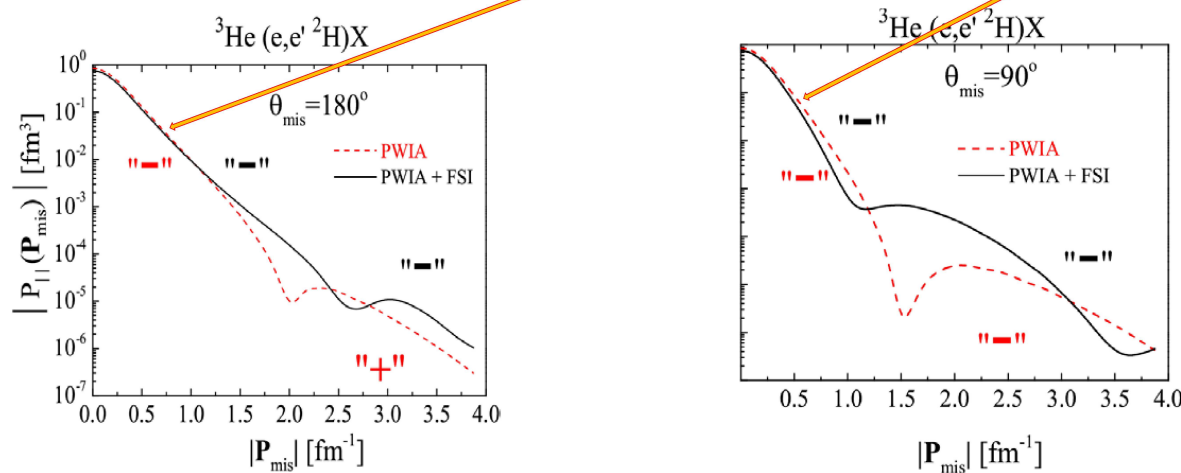 ³He (e,e' ²H)X
θmis=180°
"-" "-"
PWIA
PWIA + FSI
"-"
"+"
10⁰
10⁻¹
10⁻²
10⁻³
10⁻⁴
10⁻⁵
10⁻⁶
10⁻⁷
| P|| (Pmis) | [fm³]
0.0 0.5 1.0 1.5 2.0 2.5 3.0 3.5 4.0
|Pmis| [fm⁻¹]
³He (e,e' ²H)X
θmis=90°
"-"
"-"
PWIA
PWIA + FSI
"-"
"-"
0.5 1.0 1.5 2.0 2.5 3.0 3.5 4.0
|Pmis| [fm⁻¹]